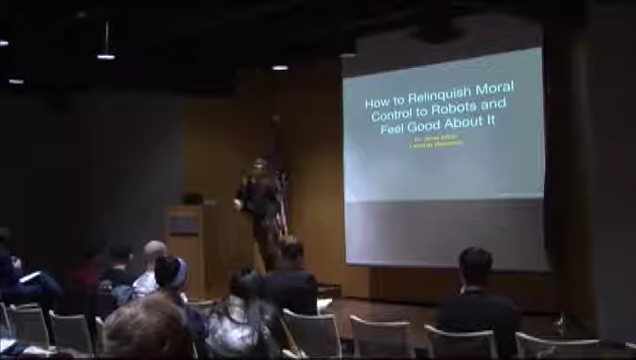 How to Relinquish Moral
Control to Robots and
Feel Good About It